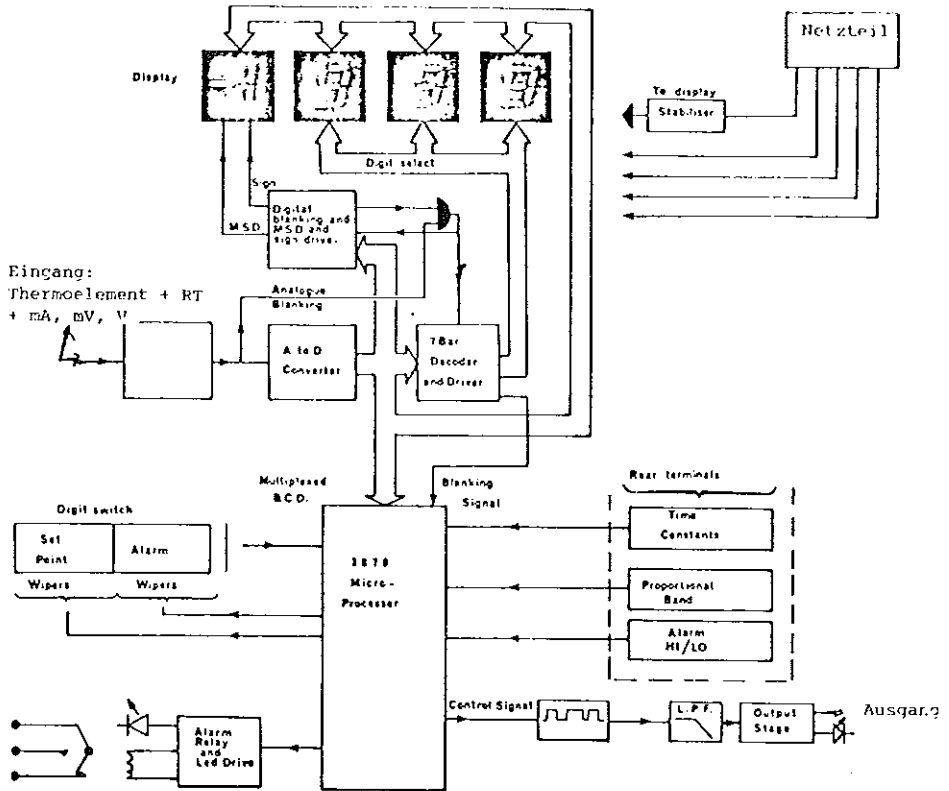 Netzteil
Display
To display
Stabiliser
Digit select
Sign
M.S.D.
Digital
blanking and
M.S.D and
sign drive.
Eingang:
Thermoelement + RT
+ mA, mV, V
Analogue
Blanking
A to D
Converter
7 Bar
Decoder
and Driver
Multiplexed
B.C.D.
Blanking
Signal
Rear terminals
Digit switch
Set
Point
Alarm
Wipers
Wipers
3870
Micro-
Processer
Time
Constants
Proportional
Band
Alarm
HI/LO
Control Signal
L.P.F.
Output
Stage
Ausgang
Alarm
Relay
and
Led Drive